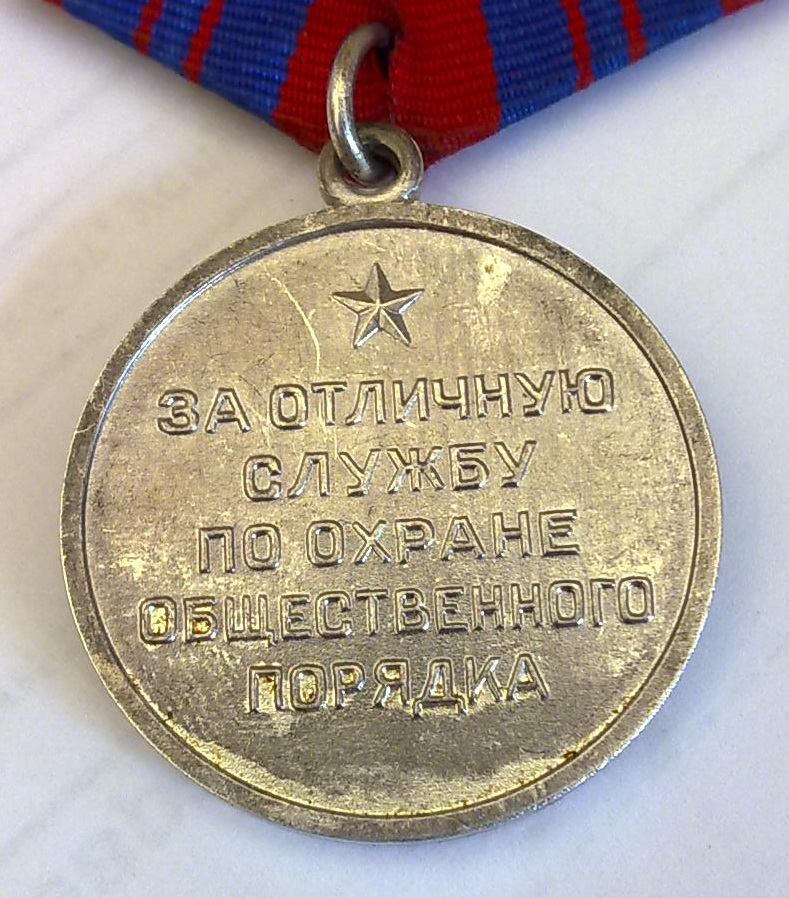 ЗА ОТЛИЧНУЮ
СЛУЖБУ
ПО ОХРАНЕ
ОБЩЕСТВЕННОГО
ПОРЯДКА